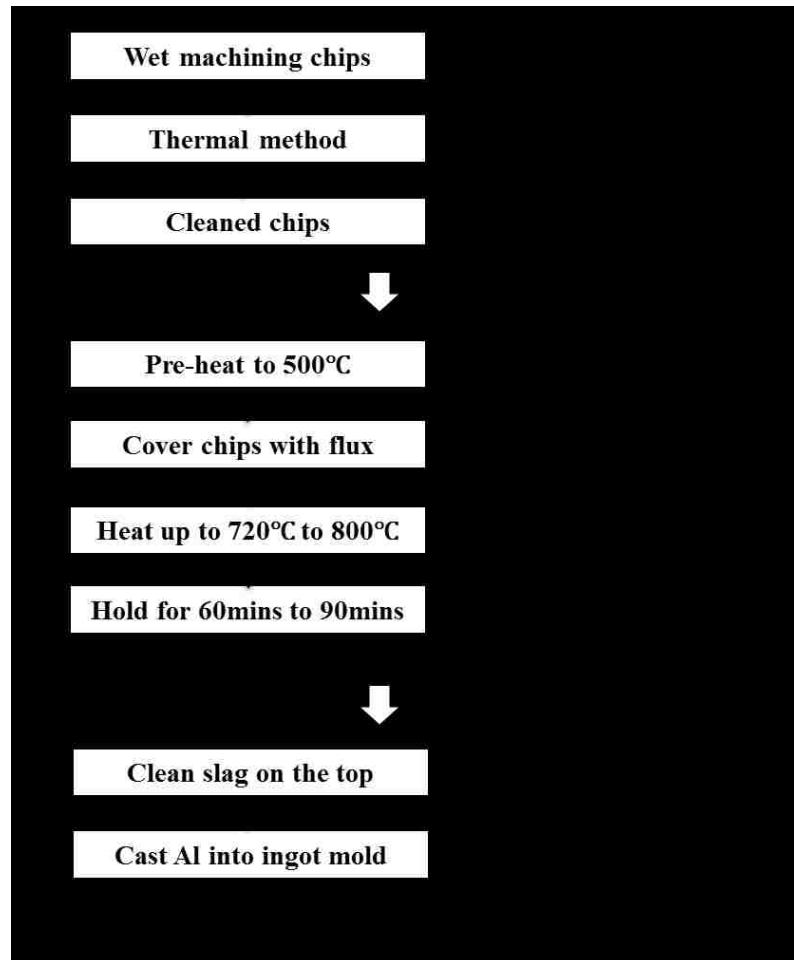 Wet machining chips
Thermal method
Cleaned chips
Pre-heat to 500℃
Cover chips with flux
Heat up to 720℃ to 800℃
Hold for 60mins to 90mins
Clean slag on the top
Cast Al into ingot mold